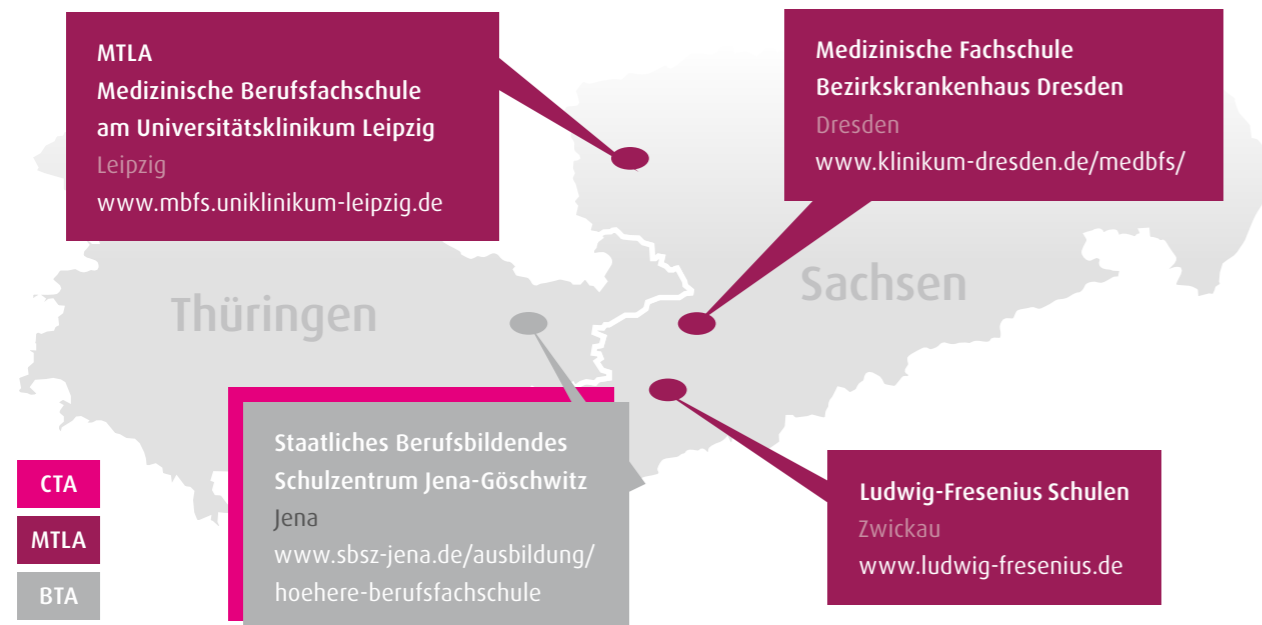 MTLA
Medizinische Berufsfachschule
am Universitätsklinikum Leipzig
Leipzig
www.mbfs.uniklinikum-leipzig.de
Medizinische Fachschule
Bezirkskrankenhaus Dresden
Dresden
www.klinikum-dresden.de/medbfs/
Thüringen
Sachsen
Staatliches Berufsbildendes
Schulzentrum Jena-Göschwitz
Jena
www.sbsz-jena.de/ausbildung/
hoehere-berufsfachschule
Ludwig-Fresenius Schulen
Zwickau
www.ludwig-fresenius.de
CTA
MTLA
BTA